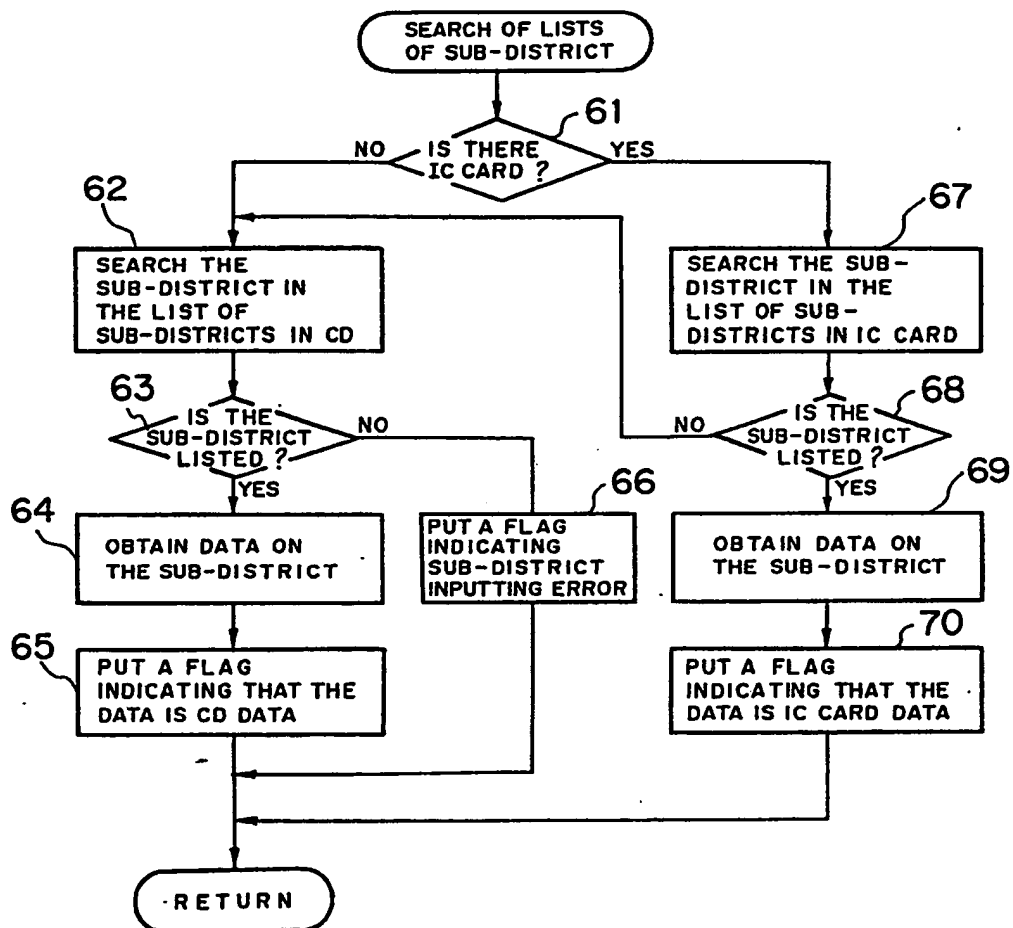 SEARCH OF LISTS
OF SUB-DISTRICT
61
NO
IS THERE
IC CARD ?
YES
62
67
SEARCH THE
SUB-DISTRICT IN
THE LIST OF
SUB-DISTRICTS IN CD
SEARCH THE SUB-
DISTRICT IN THE
LIST OF SUB-
DISTRICTS IN IC CARD
63
IS THE
SUB-DISTRICT
LISTED ?
NO
YES
68
NO
IS THE
SUB-DISTRICT
LISTED ?
YES
64
OBTAIN DATA ON
THE SUB-DISTRICT
66
PUT A FLAG
INDICATING
SUB-DISTRICT
INPUTTING ERROR
69
OBTAIN DATA ON
THE SUB-DISTRICT
65
PUT A FLAG
INDICATING THAT THE
DATA IS CD DATA
70
PUT A FLAG
INDICATING THAT THE
DATA IS IC CARD DATA
RETURN